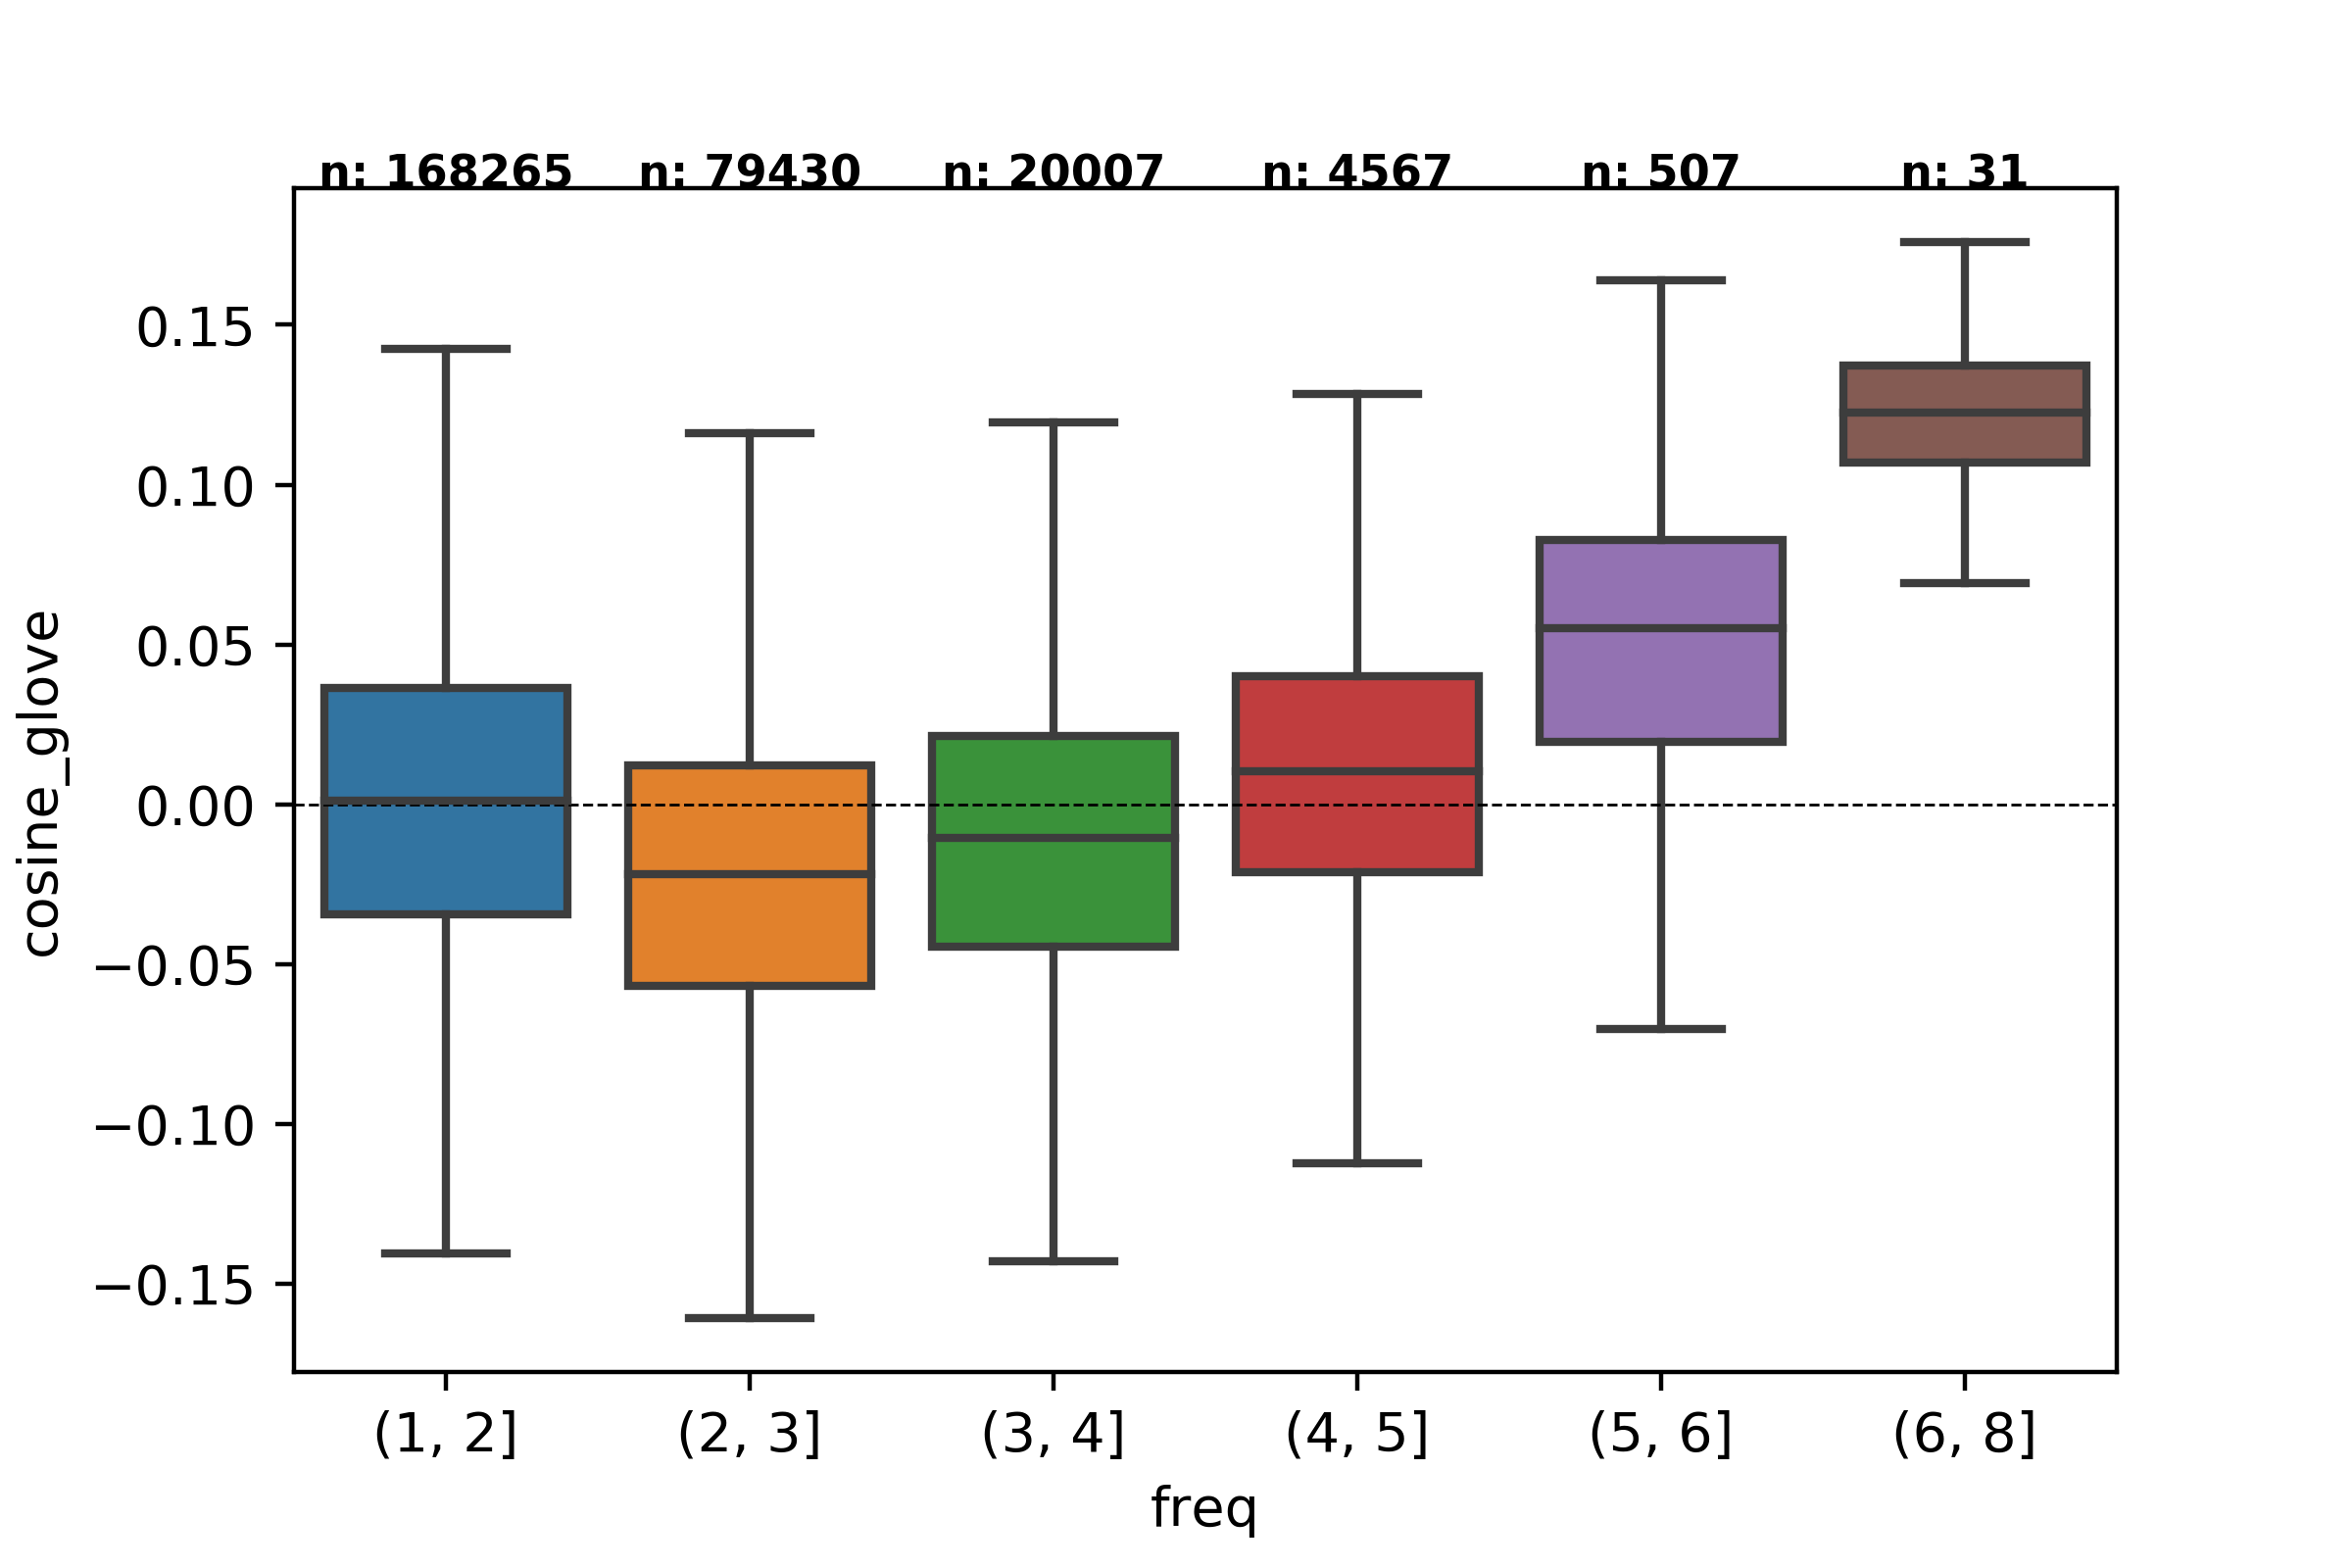 n: 168265 n: 79430 n: 20007 n: 4567 n: 507 n: 31
0.15
0.10
0.05
0.00
−0.05
−0.10
−0.15
cosine_glove
(1, 2] (2, 3] (3, 4] (4, 5] (5, 6] (6, 8]
freq